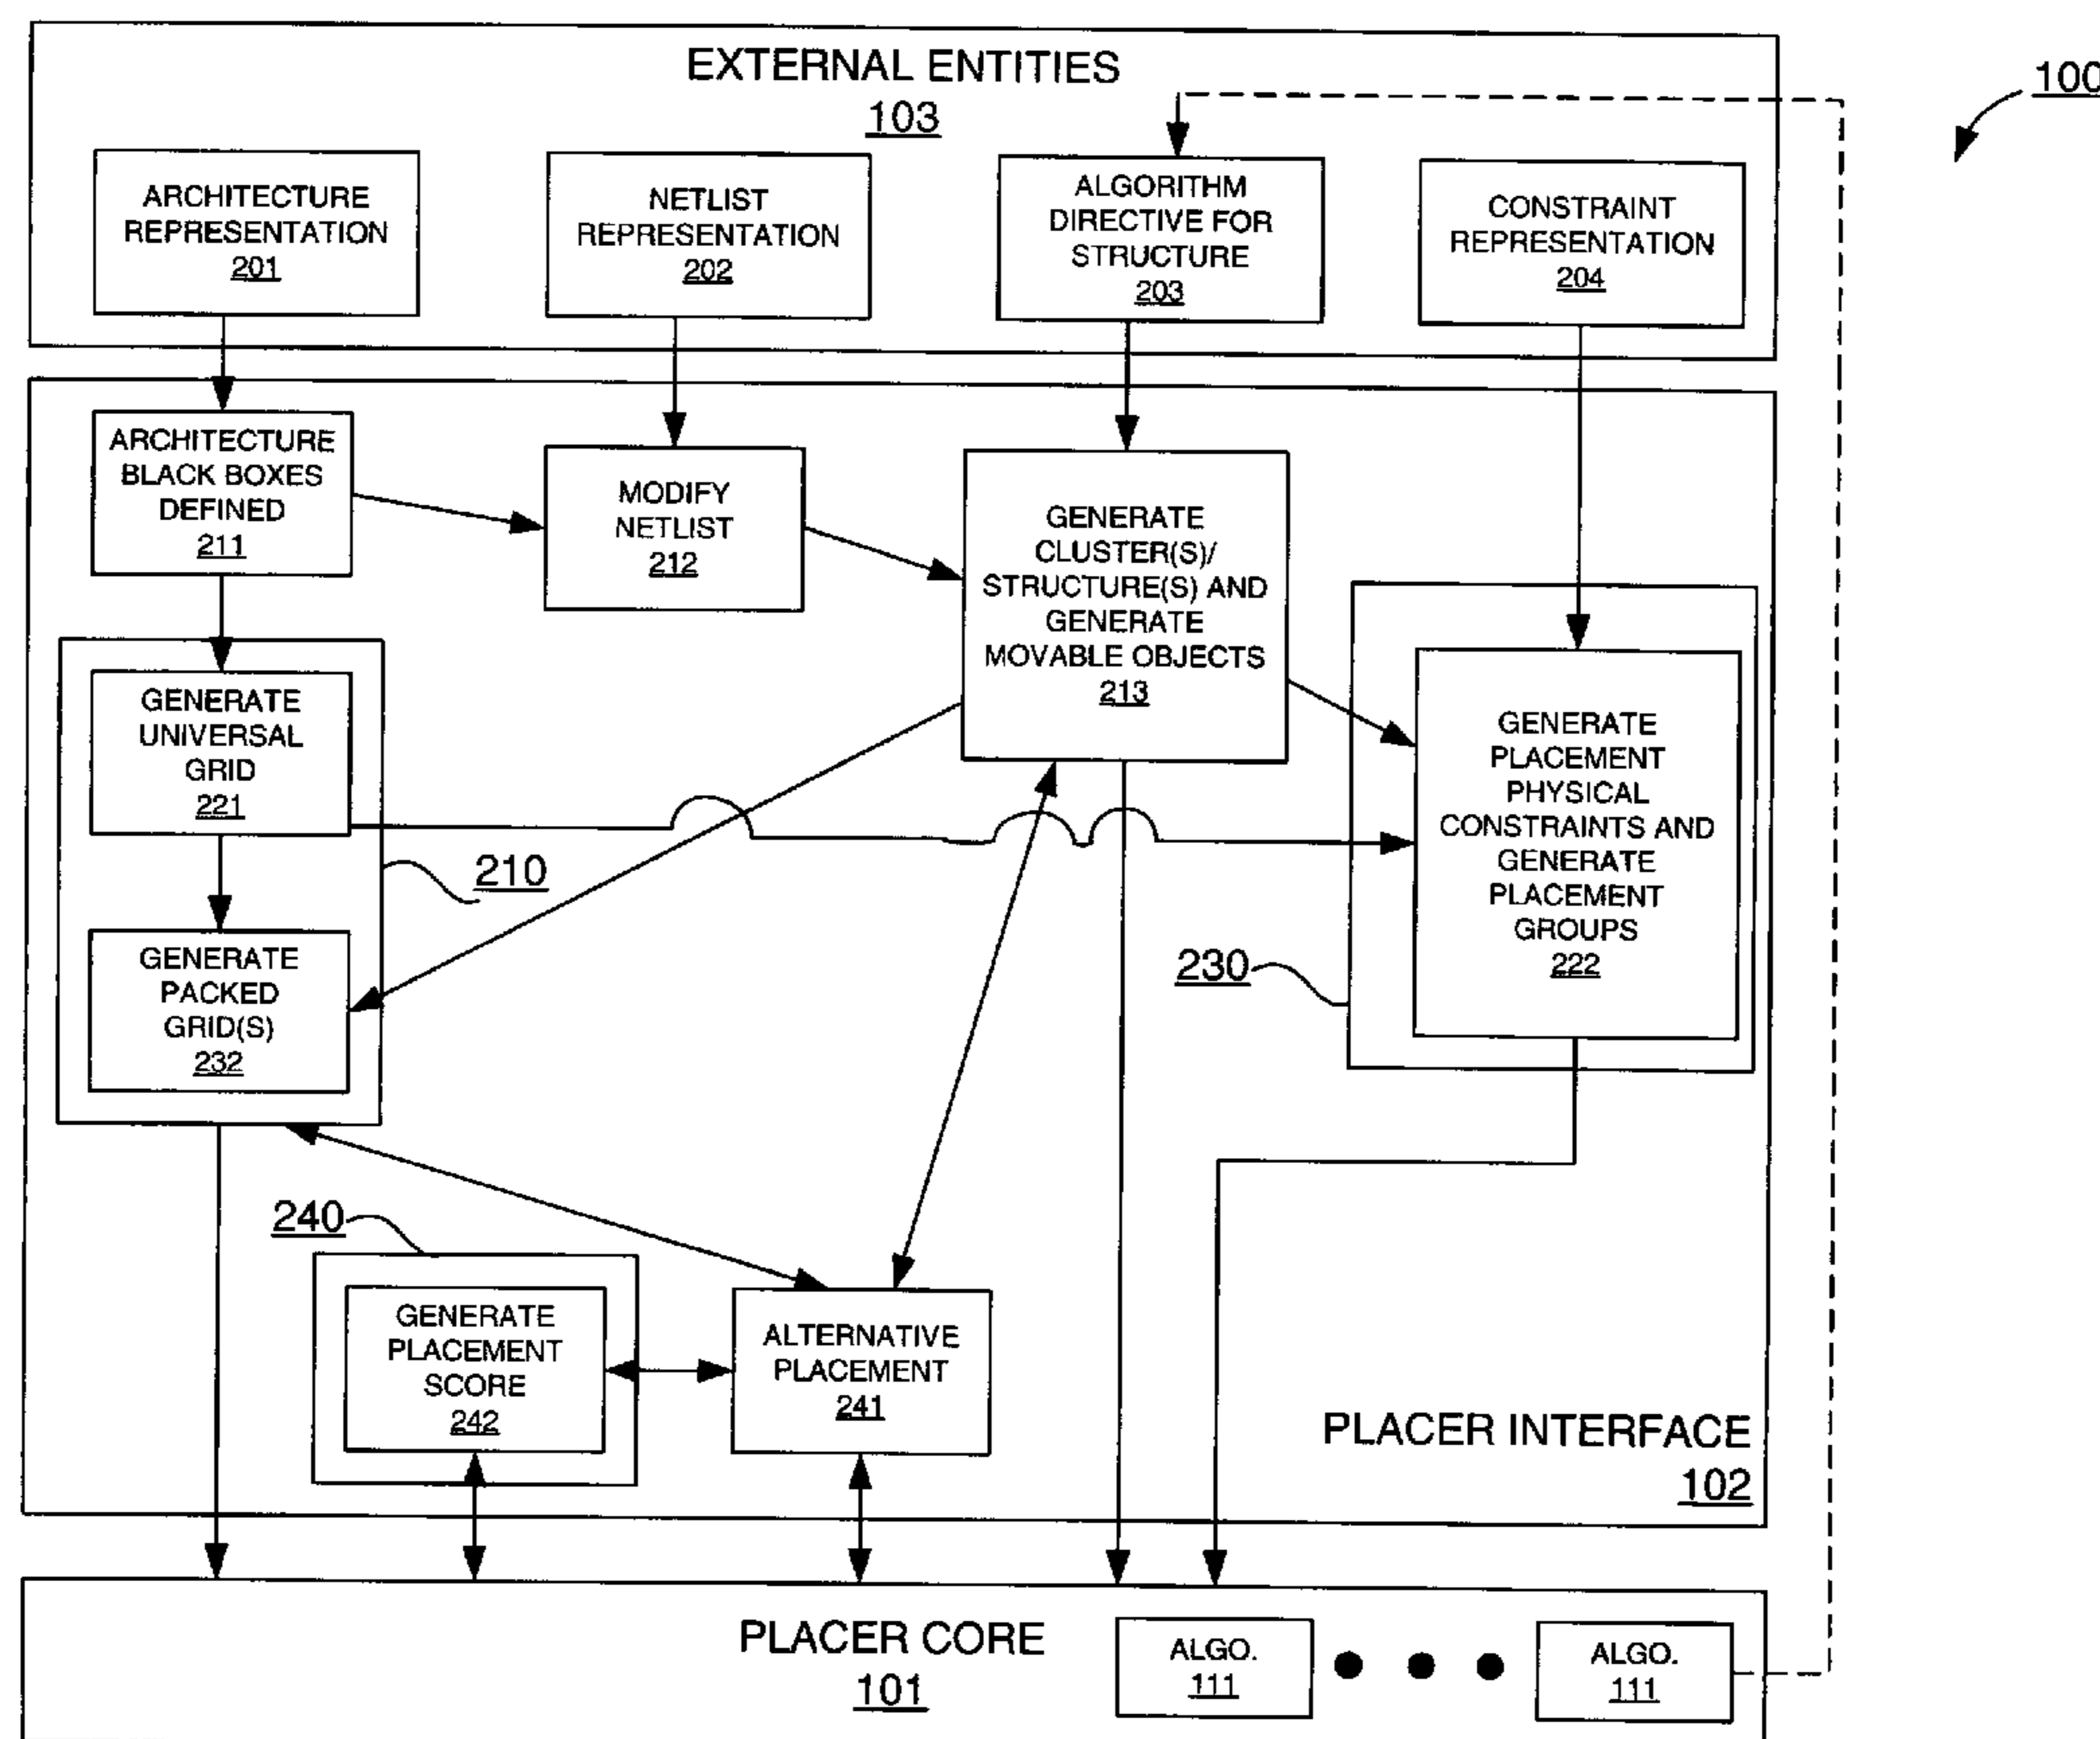 EXTERNAL ENTITIES
103
100
ARCHITECTURE
REPRESENTATION
201
NETLIST
REPRESENTATION
202
ALGORITHM
DIRECTIVE FOR
STRUCTURE
203
CONSTRAINT
REPRESENTATION
204
ARCHITECTURE
BLACK BOXES
DEFINED
211
MODIFY
NETLIST
212
GENERATE
CLUSTER(S)/
STRUCTURE(S) AND
GENERATE
MOVABLE OBJECTS
213
GENERATE
UNIVERSAL
GRID
221
210
GENERATE
PLACEMENT
PHYSICAL
CONSTRAINTS AND
GENERATE
PLACEMENT
GROUPS
222
230
GENERATE
PACKED
GRID(S)
232
240
GENERATE
PLACEMENT
SCORE
242
ALTERNATIVE
PLACEMENT
241
PLACER INTERFACE
102
PLACER CORE
101
ALGO.
111
ALGO.
111